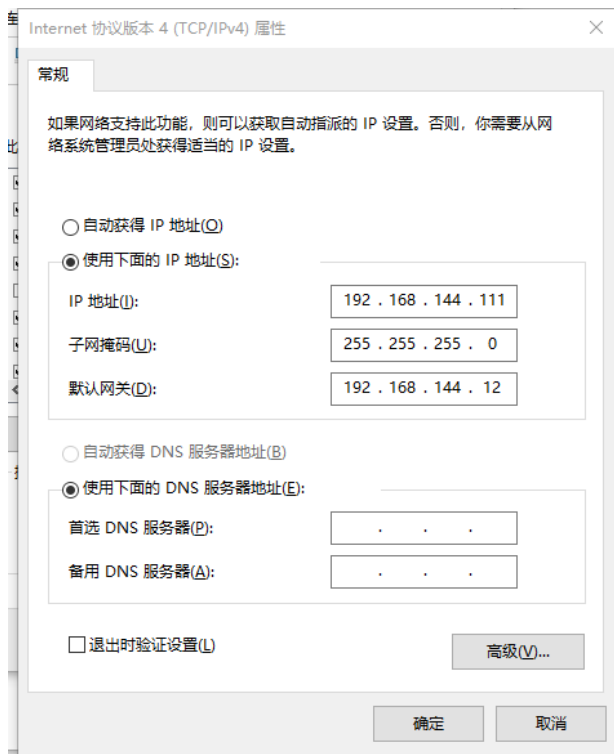 Internet 协议版本 4 (TCP/IPv4) 属性
常规
如果网络支持此功能，则可以获取自动指派的 IP 设置。否则，你需要从网
络系统管理员处获得适当的 IP 设置。
自动获得 IP 地址(O)
使用下面的 IP 地址(S):
IP 地址(I): 192 . 168 . 144 . 111
子网掩码(U): 255 . 255 . 255 . 0
默认网关(D): 192 . 168 . 144 . 12
自动获得 DNS 服务器地址(B)
使用下面的 DNS 服务器地址(E):
首选 DNS 服务器(P): . . .
备用 DNS 服务器(A): . . .
退出时验证设置(L)
高级(V)...
确定 取消